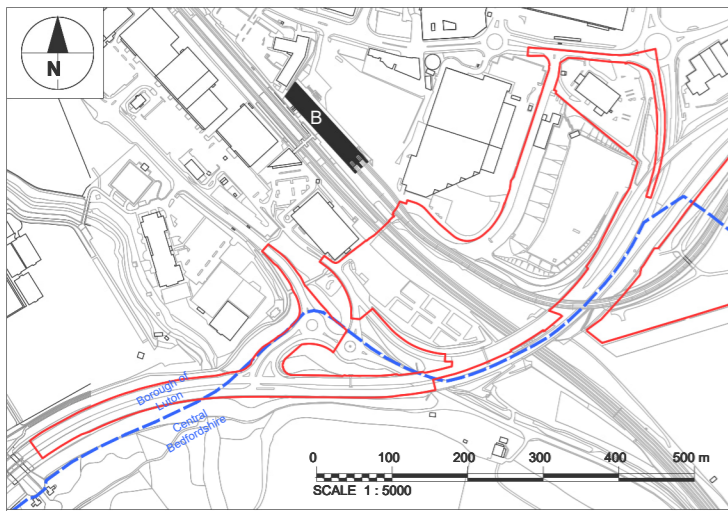 N
B
Borough of
Luton
Central
Bedfordshire
0 100 200 300 400 500 m
SCALE 1 : 5000